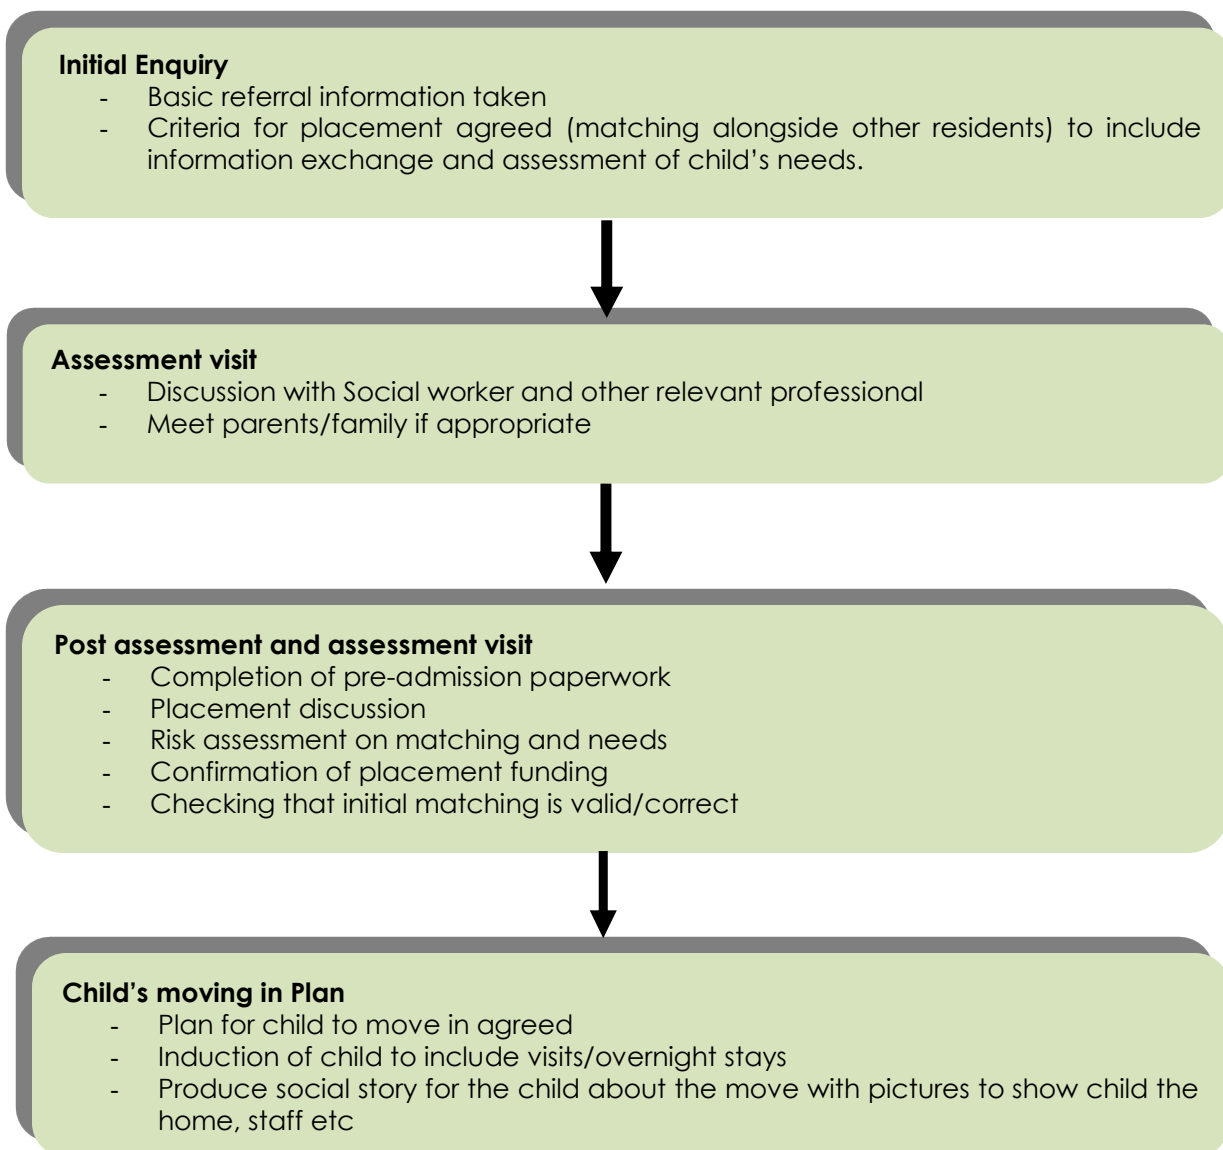 Initial Enquiry
- Basic referral information taken
- Criteria for placement agreed (matching alongside other residents) to include
information exchange and assessment of child’s needs.
Assessment visit
- Discussion with Social worker and other relevant professional
- Meet parents/family if appropriate
Post assessment and assessment visit
- Completion of pre-admission paperwork
- Placement discussion
- Risk assessment on matching and needs
- Confirmation of placement funding
- Checking that initial matching is valid/correct
Child’s moving in Plan
- Plan for child to move in agreed
- Induction of child to include visits/overnight stays
- Produce social story for the child about the move with pictures to show child the
home, staff etc